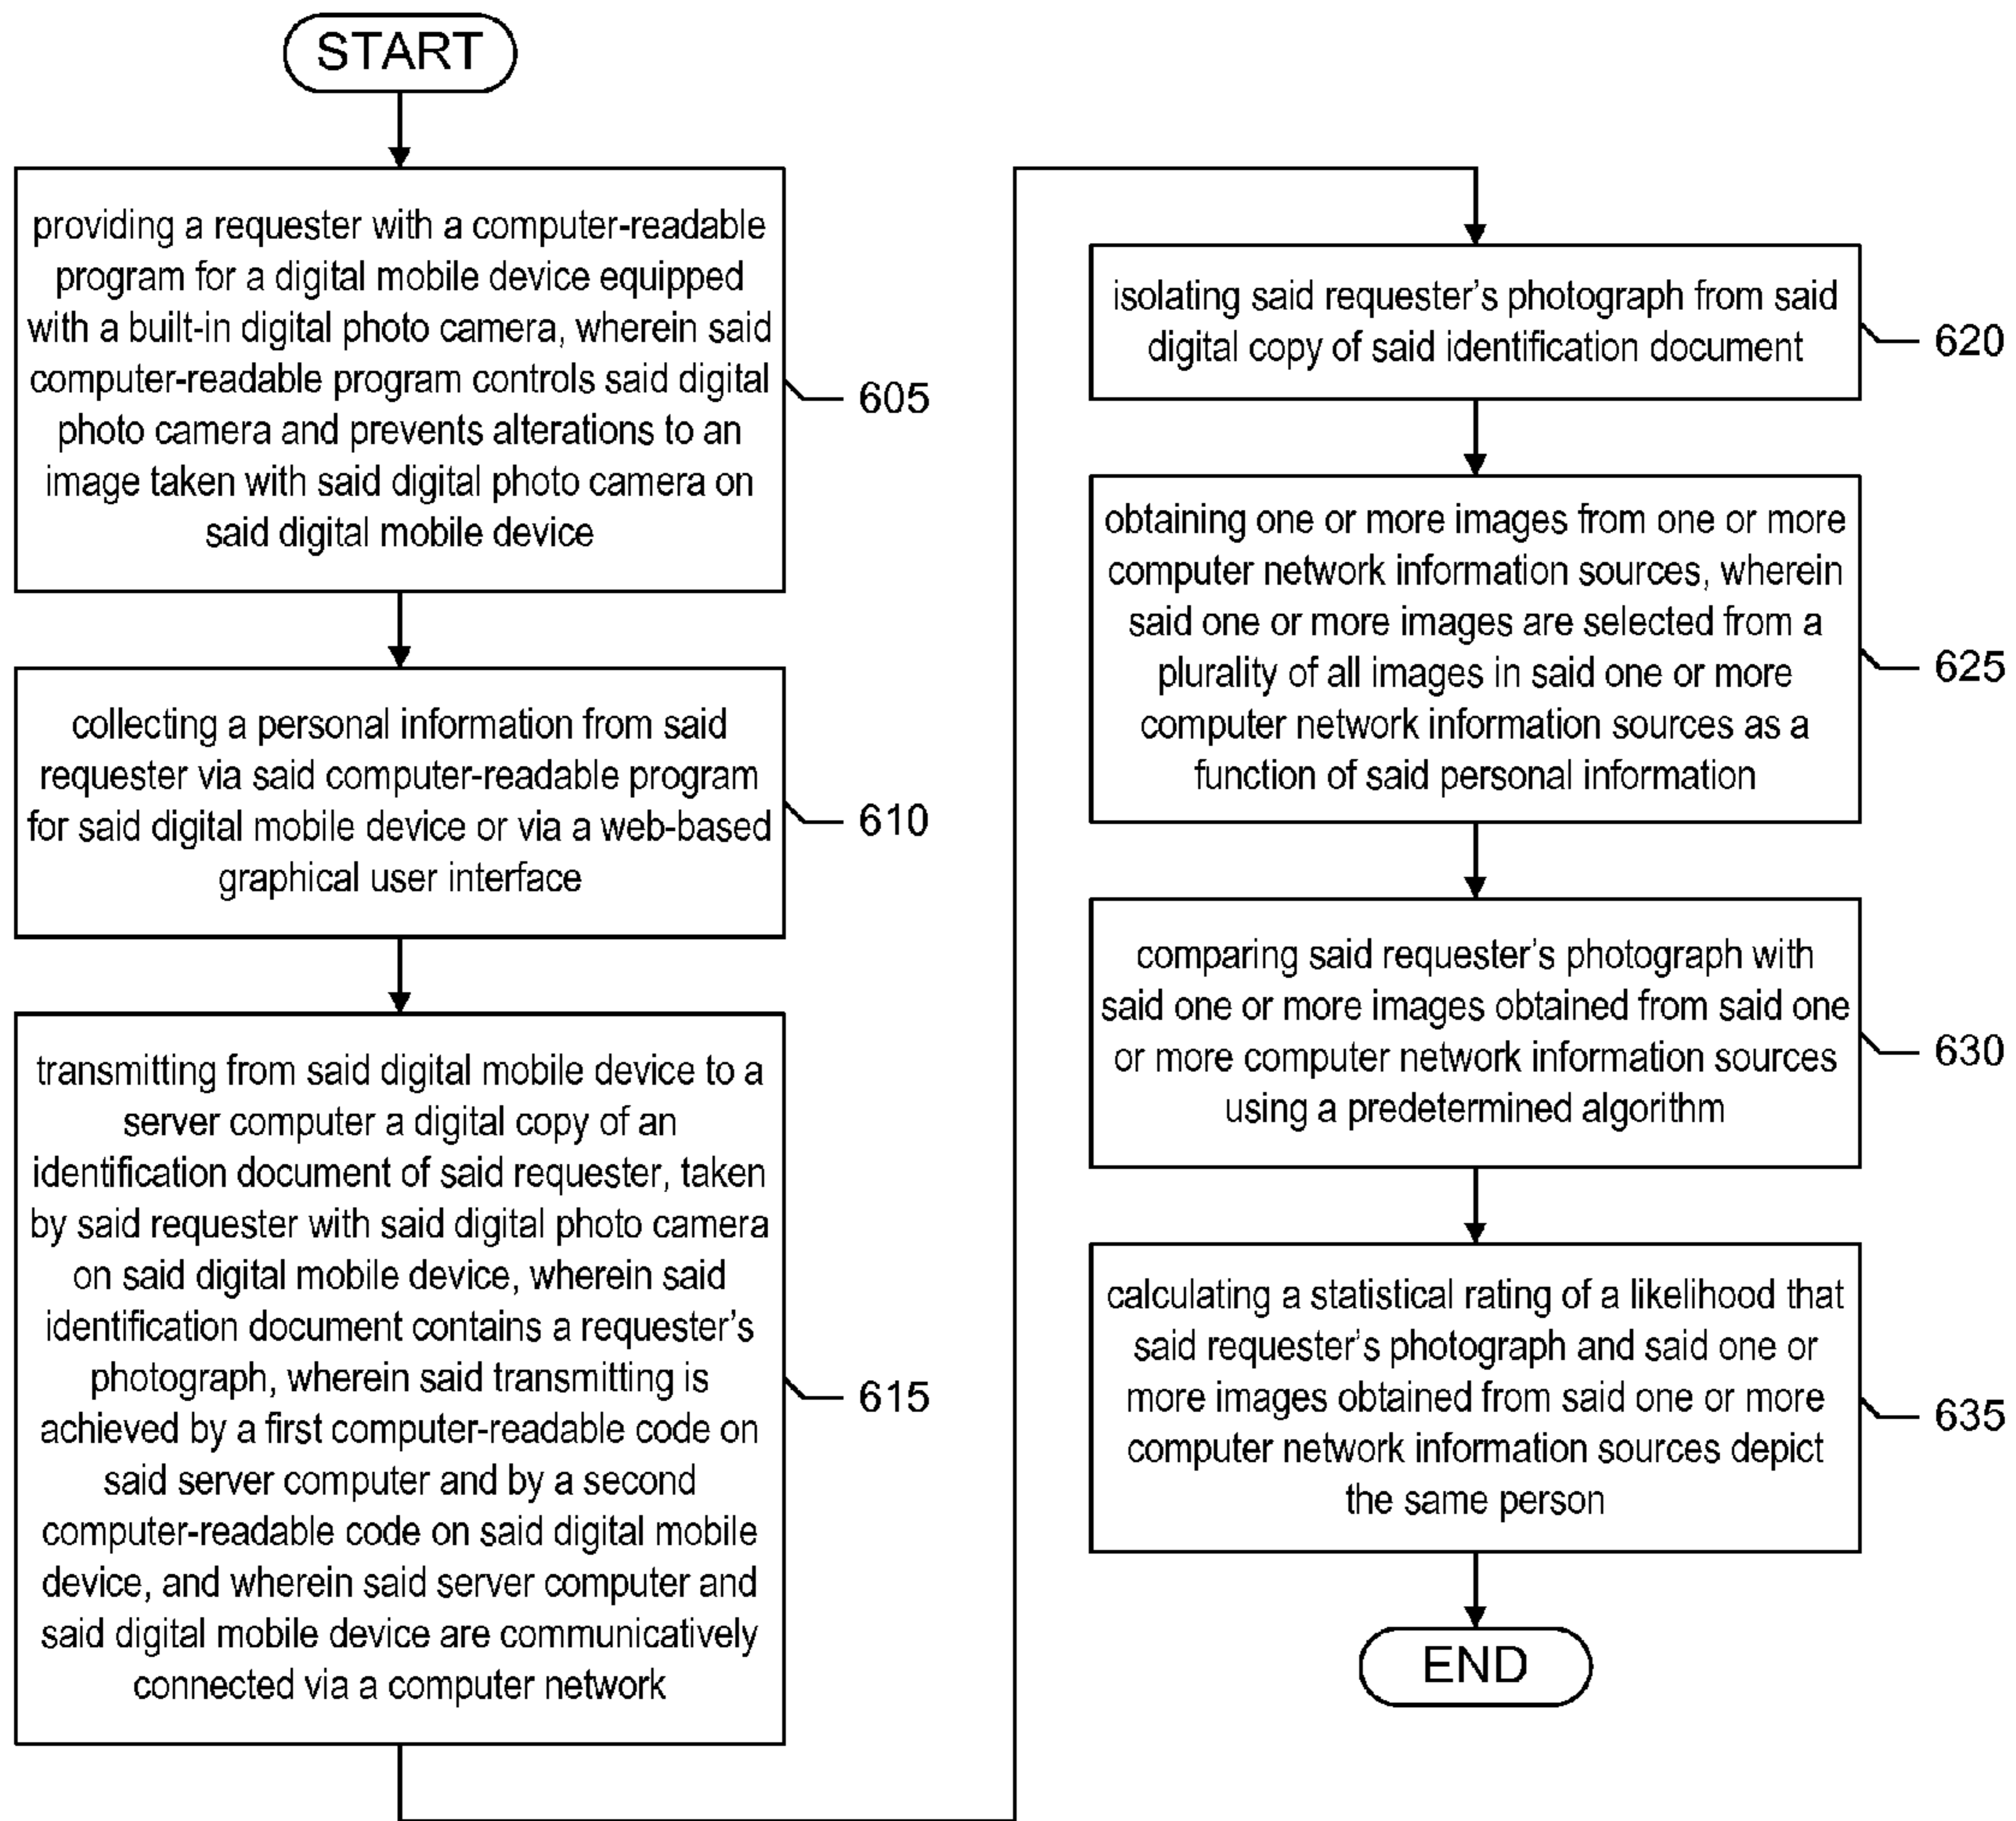 START
providing a requester with a computer-readable
program for a digital mobile device equipped
with a built-in digital photo camera, wherein said
computer-readable program controls said digital
photo camera and prevents alterations to an
image taken with said digital photo camera on
said digital mobile device
605
collecting a personal information from said
requester via said computer-readable program
for said digital mobile device or via a web-based
graphical user interface
610
transmitting from said digital mobile device to a
server computer a digital copy of an
identification document of said requester, taken
by said requester with said digital photo camera
on said digital mobile device, wherein said
identification document contains a requester's
photograph, wherein said transmitting is
achieved by a first computer-readable code on
said server computer and by a second
computer-readable code on said digital mobile
device, and wherein said server computer and
said digital mobile device are communicatively
connected via a computer network
615
isolating said requester's photograph from said
digital copy of said identification document
620
obtaining one or more images from one or more
computer network information sources, wherein
said one or more images are selected from a
plurality of all images in said one or more
computer network information sources as a
function of said personal information
625
comparing said requester's photograph with
said one or more images obtained from said one
or more computer network information sources
using a predetermined algorithm
630
calculating a statistical rating of a likelihood that
said requester's photograph and said one or
more images obtained from said one or more
computer network information sources depict
the same person
635
END